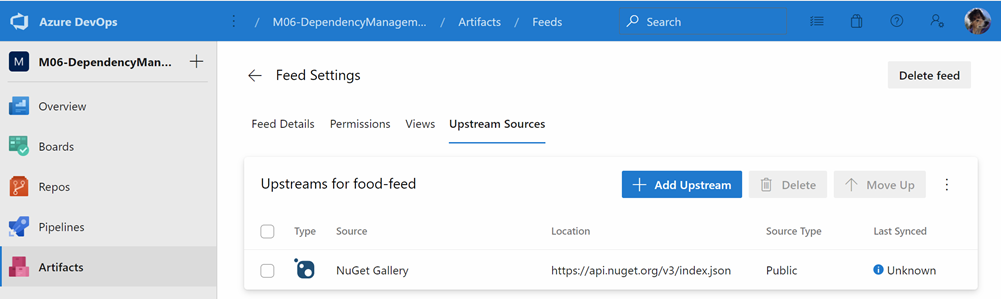 Azure DevOps / M06-DependencyManagem... / Artifacts / Feeds Search
M M06-DependencyMan... +
Feed Settings Delete feed
Overview
Feed Details Permissions Views Upstream Sources
Boards
Upstreams for food-feed Add Upstream Delete Move Up
Repos
Pipelines
Type Source Location Source Type Last Synced
Artifacts
NuGet Gallery https://api.nuget.org/v3/index.json Public Unknown